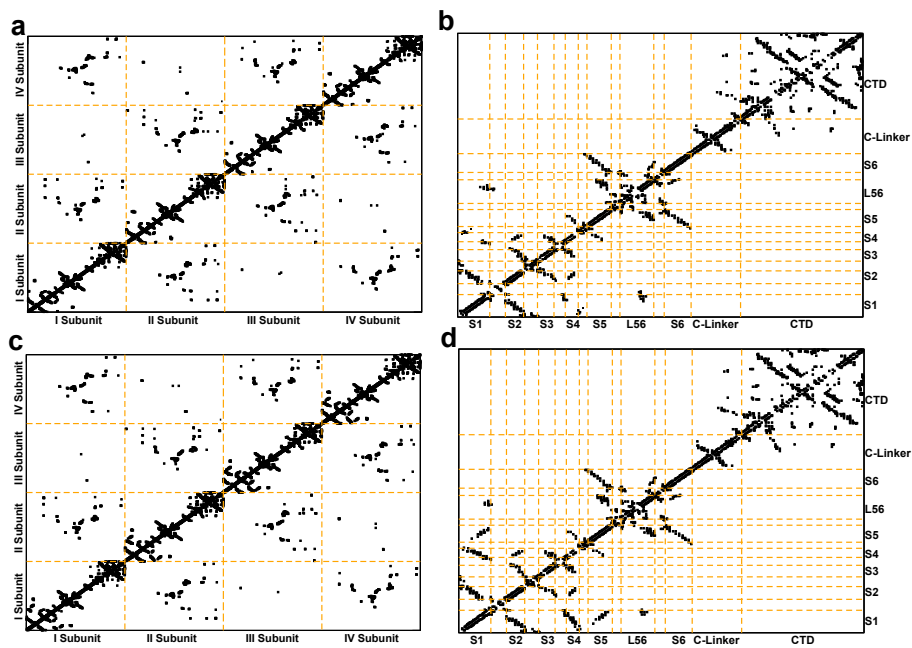 a
IV Subunit
III Subunit
II Subunit
I Subunit
I Subunit II Subunit III Subunit IV Subunit
b
CTD
C-Linker
S6
L56
S5
S4
S3
S2
S1
S1 S2 S3 S4 S5 L56 S6 C-Linker CTD
c
IV Subunit
III Subunit
II Subunit
I Subunit
I Subunit II Subunit III Subunit IV Subunit
d
CTD
C-Linker
S6
L56
S5
S4
S3
S2
S1
S1 S2 S3 S4 S5 L56 S6 C-Linker CTD